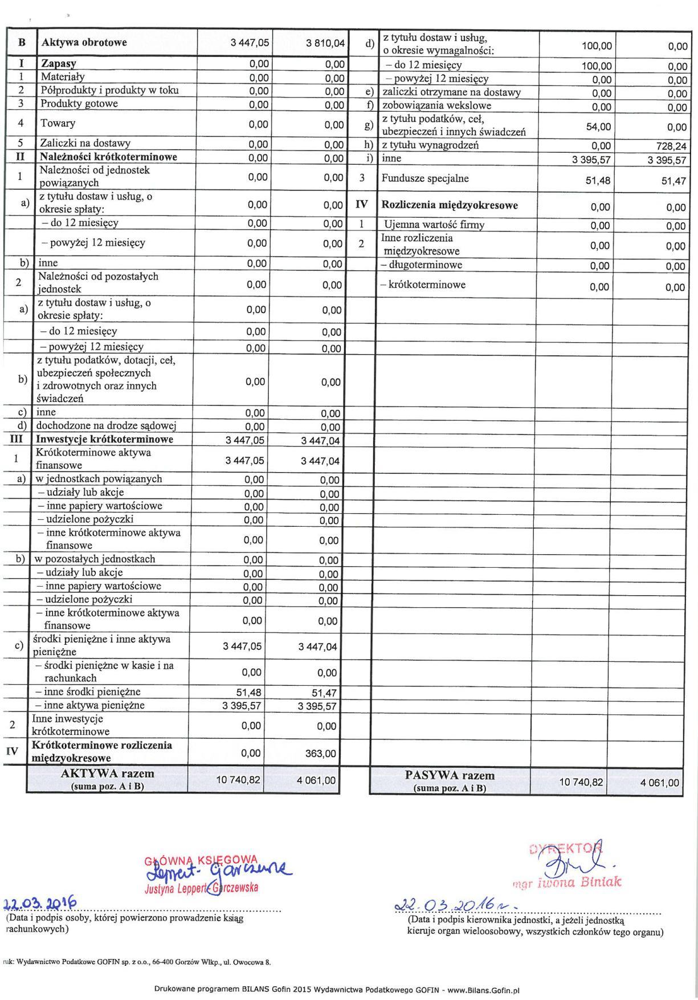 B Aktywa obrotowe 3 447,05 3 810,04
I Zapasy 0,00 0,00
1 Materiały 0,00 0,00
2 Półprodukty i produkty w toku 0,00 0,00
3 Produkty gotowe 0,00 0,00
4 Towary 0,00 0,00
5 Zaliczki na dostawy 0,00 0,00
II Należności krótkoterminowe 0,00 0,00
1 Należności od jednostek
powiązanych 0,00 0,00
a) z tytułu dostaw i usług, o
okresie spłaty: 0,00 0,00
– do 12 miesięcy 0,00 0,00
– powyżej 12 miesięcy 0,00 0,00
b) inne 0,00 0,00
2 Należności od pozostałych
jednostek 0,00 0,00
a) z tytułu dostaw i usług, o
okresie spłaty: 0,00 0,00
– do 12 miesięcy 0,00 0,00
– powyżej 12 miesięcy 0,00 0,00
b) z tytułu podatków, dotacji, ceł,
ubezpieczeń społecznych
i zdrowotnych oraz innych
świadczeń 0,00 0,00
c) inne 0,00 0,00
d) dochodzone na drodze sądowej 0,00 0,00
III Inwestycje krótkoterminowe 3 447,05 3 447,04
1 Krótkoterminowe aktywa
finansowe 3 447,05 3 447,04
a) w jednostkach powiązanych 0,00 0,00
– udziały lub akcje 0,00 0,00
– inne papiery wartościowe 0,00 0,00
– udzielone pożyczki 0,00 0,00
– inne krótkoterminowe aktywa
finansowe 0,00 0,00
b) w pozostałych jednostkach 0,00 0,00
– udziały lub akcje 0,00 0,00
– inne papiery wartościowe 0,00 0,00
– udzielone pożyczki 0,00 0,00
– inne krótkoterminowe aktywa
finansowe 0,00 0,00
c) środki pieniężne i inne aktywa
pieniężne 3 447,05 3 447,04
– środki pieniężne w kasie i na
rachunkach 0,00 0,00
– inne środki pieniężne 51,48 51,47
– inne aktywa pieniężne 3 395,57 3 395,57
2 Inne inwestycje
krótkoterminowe 0,00 0,00
IV Krótkoterminowe rozliczenia
międzyokresowe 0,00 363,00
AKTYWA razem
(suma poz. A i B) 10 740,82 4 061,00
d) z tytułu dostaw i usług,
o okresie wymagalności: 100,00 0,00
– do 12 miesięcy 100,00 0,00
– powyżej 12 miesięcy 0,00 0,00
e) zaliczki otrzymane na dostawy 0,00 0,00
f) zobowiązania wekslowe 0,00 0,00
g) z tytułu podatków, ceł,
ubezpieczeń i innych świadczeń 54,00 0,00
h) z tytułu wynagrodzeń 0,00 728,24
i) inne 3 395,57 3 395,57
3 Fundusze specjalne 51,48 51,47
IV Rozliczenia międzyokresowe 0,00 0,00
1 Ujemna wartość firmy 0,00 0,00
2 Inne rozliczenia
międzyokresowe 0,00 0,00
– długoterminowe 0,00 0,00
– krótkoterminowe 0,00 0,00
PASYWA razem
(suma poz. A i B) 10 740,82 4 061,00
GŁÓWNA KSIĘGOWA
Leppert-Garczewska
Justyna Leppert-Garczewska
22.03.2016
(Data i podpis osoby, której powierzono prowadzenie ksiąg
rachunkowych)
DYREKTOR
mgr Iwona Biniak
22.03.2016 r.
(Data i podpis kierownika jednostki, a jeżeli jednostką
kieruje organ wieloosobowy, wszystkich członków tego organu)
ruk: Wydawnictwo Podatkowe GOFIN sp. z o.o., 66-400 Gorzów Wlkp., ul. Owocowa 8.
Drukowane programem BILANS Gofin 2015 Wydawnictwa Podatkowego GOFIN - www.Bilans.Gofin.pl